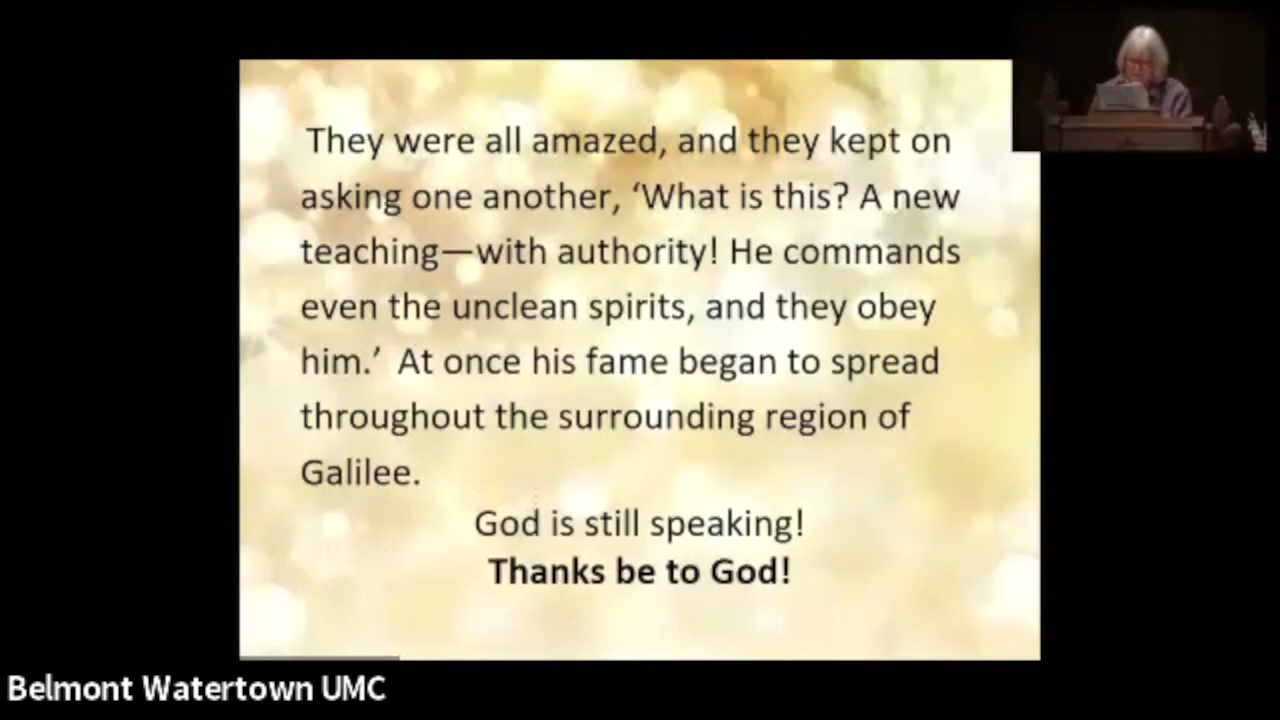 They were all amazed, and they kept on
asking one another, ‘What is this? A new
teaching—with authority! He commands
even the unclean spirits, and they obey
him.’ At once his fame began to spread
throughout the surrounding region of
Galilee.
God is still speaking!
Thanks be to God!
Belmont Watertown UMC